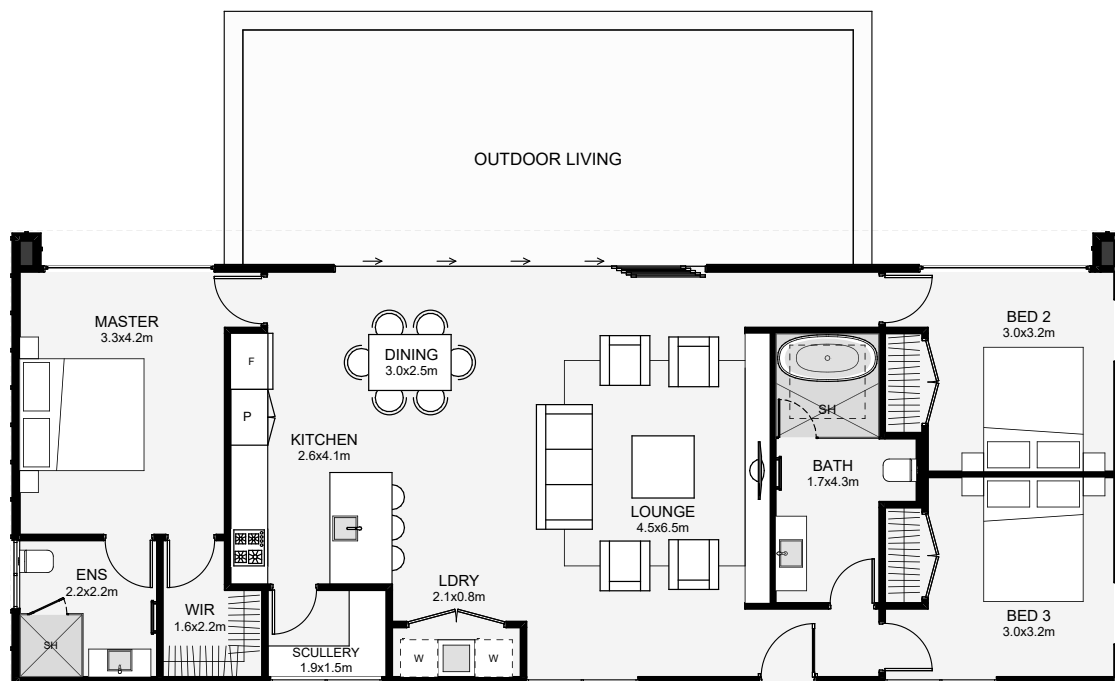 OUTDOOR LIVING
MASTER
3.3x4.2m
BED 2
3.0x3.2m
DINING
3.0x2.5m
F
P
SH
KITCHEN
2.6x4.1m
BATH
1.7x4.3m
LOUNGE
4.5x6.5m
ENS
2.2x2.2m
LDRY
2.1x0.8m
WIR
1.6x2.2m
BED 3
3.0x3.2m
SH
SCULLERY
1.9x1.5m
W
W